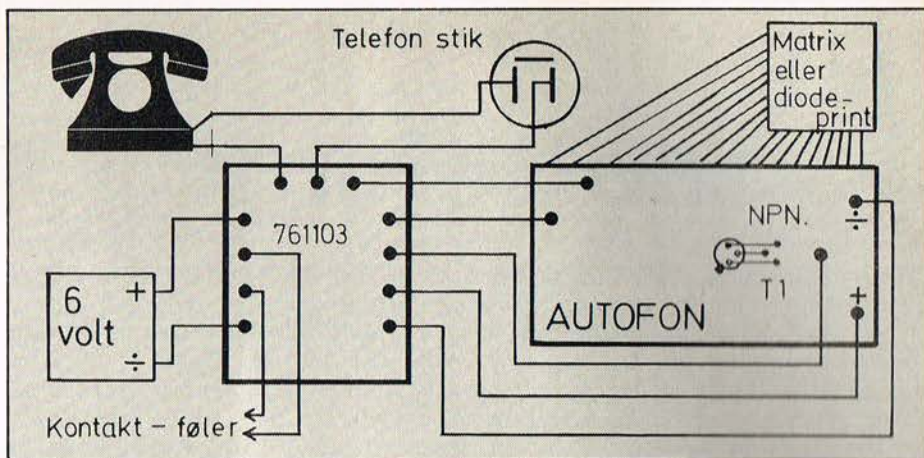 Telefon stik
Matrix
eller
diode-
print
761103
NPN.
÷
T1
+
AUTOFON
6
volt
+
÷
Kontakt - føler